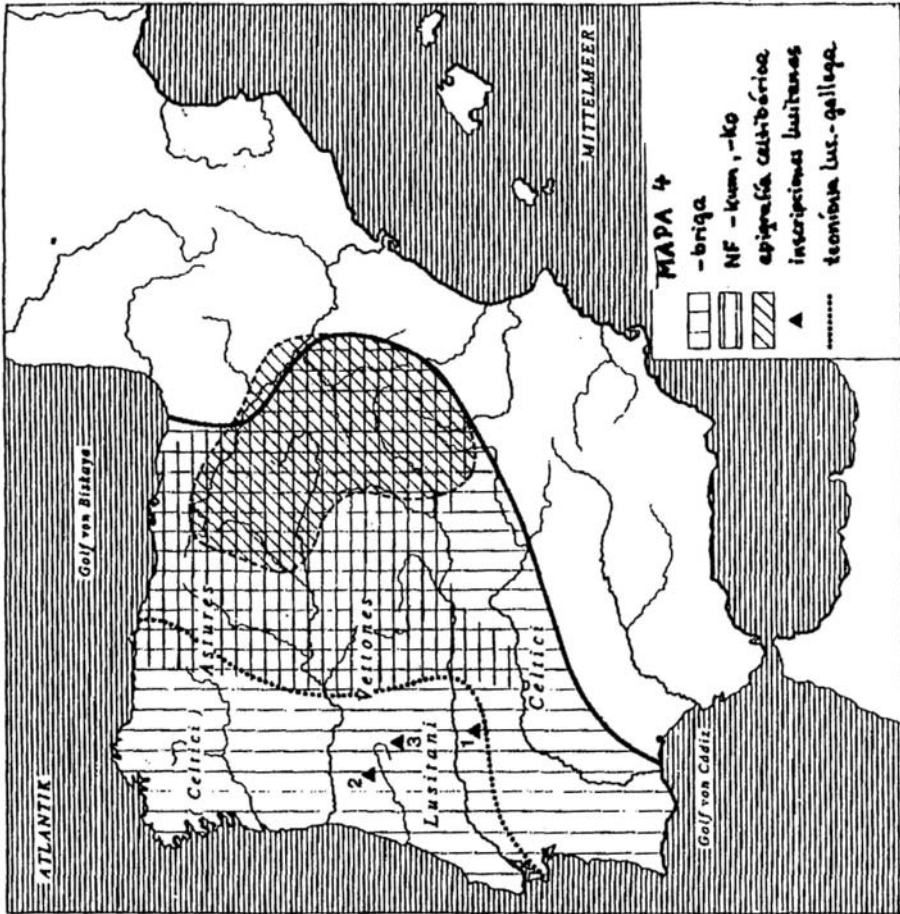 ATLANTIK
Golf von Biskaya
MITTELMEER
Celtici
Astures
Vettones
Lusitani
Celtici
2
3
1
Golf von Cádiz
MAPA 4
-briga
NF -kum, -ko
epigrafía celtibérica
inscripciones lusitanas
teónimia lus.-gallega